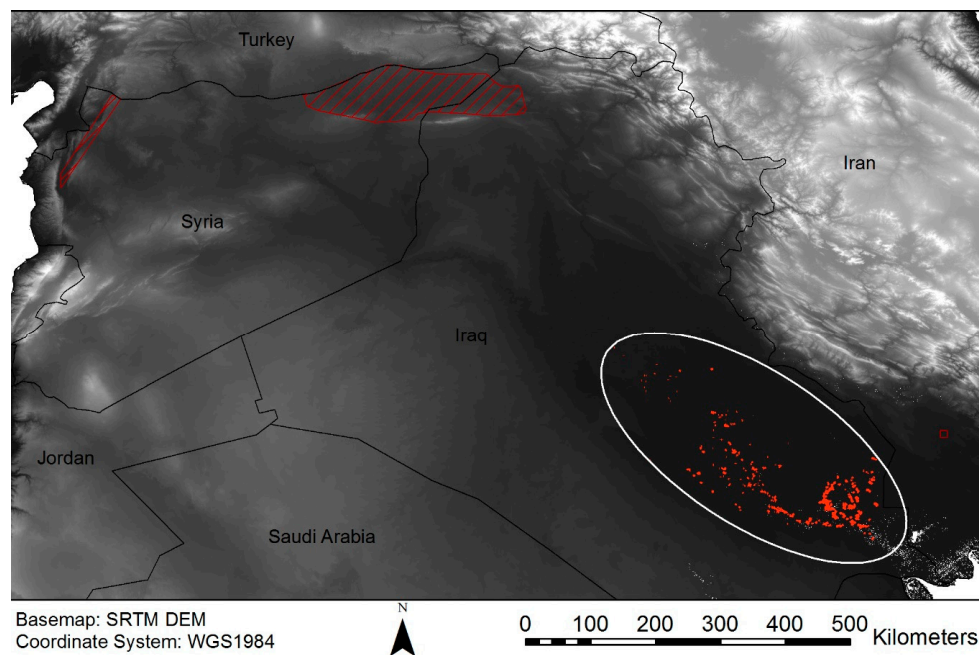 Turkey
Iran
Syria
Iraq
Jordan
Saudi Arabia
Basemap: SRTM DEM
Coordinate System: WGS1984
N
0 100 200 300 400 500
Kilometers